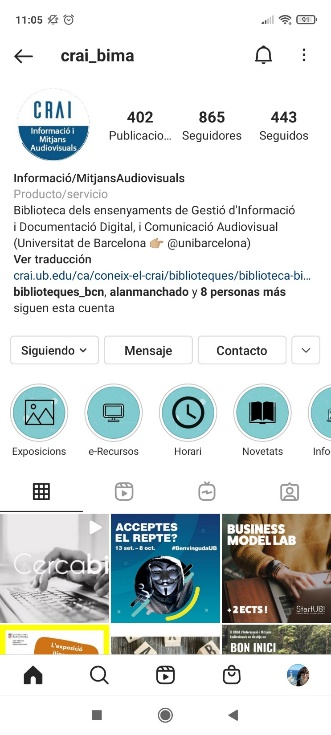 11:05
91
crai_bima
CRAI
Informació i
Mitjans
Audiovisuals
402
865
443
Publicacio...
Seguidores
Seguidos
Informació/MitjansAudiovisuals
Producto/servicio
Biblioteca dels ensenyaments de Gestió d'Informació
i Documentació Digital, i Comunicació Audiovisual
(Universitat de Barcelona 👉🏼 @unibarcelona)
Ver traducción
crai.ub.edu/ca/coneix-el-crai/biblioteques/biblioteca-bi...
biblioteques_bcn, alanmanchado y 8 personas más
siguen esta cuenta
Siguiendo
Mensaje
Contacto
Exposicions
e-Recursos
Horari
Novetats
Info
Cercabi
ACCEPTES
EL REPTE?
13 set. - 8 oct.
#BenvingudaUB
BUSINESS
MODEL LAB
+2 ECTS !
StartUB!
L'exposició
BON INICI